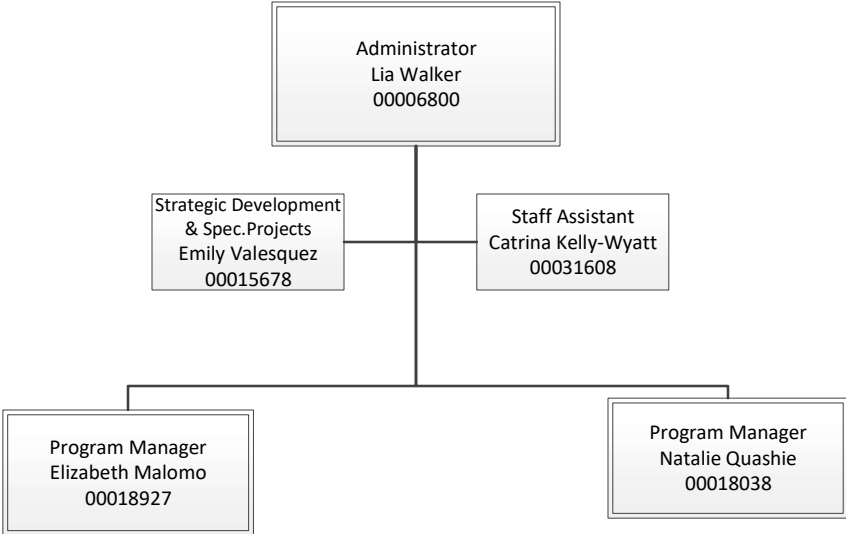 Administrator
Lia Walker
00006800
Strategic Development
& Spec.Projects
Emily Valesquez
00015678
Staff Assistant
Catrina Kelly-Wyatt
00031608
Program Manager
Elizabeth Malomo
00018927
Program Manager
Natalie Quashie
00018038